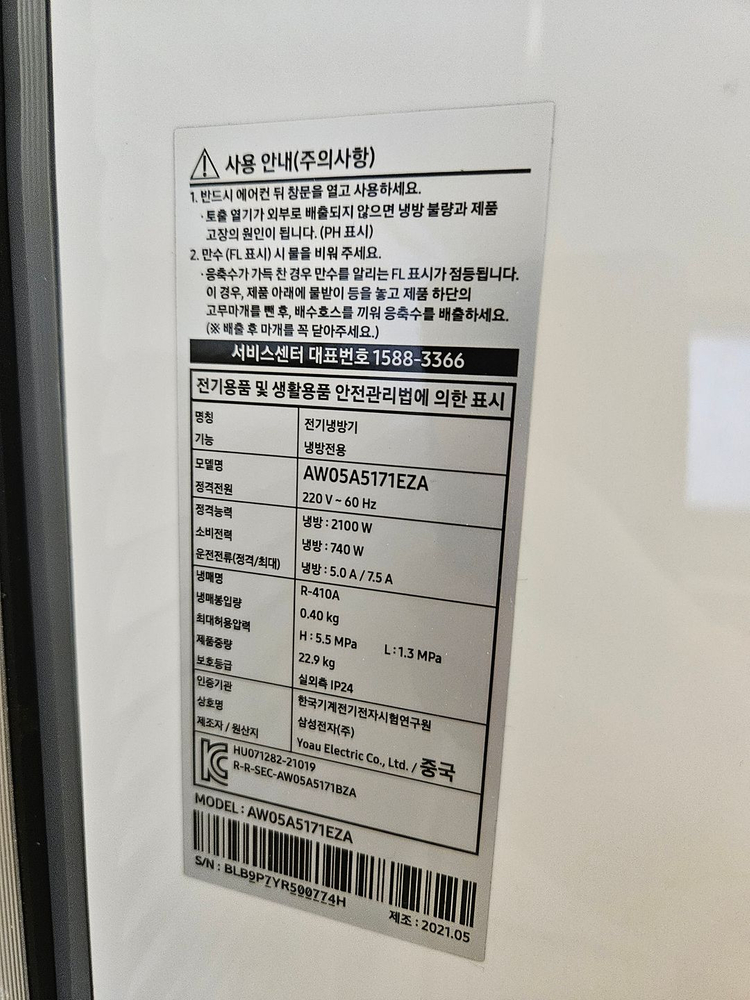 사용 안내(주의사항)
1. 반드시 에어컨 뒤 창문을 열고 사용하세요.
· 토출 열기가 외부로 배출되지 않으면 냉방 불량과 제품
고장의 원인이 됩니다. (PH 표시)
2. 만수 (FL 표시) 시 물을 비워 주세요.
· 응축수가 가득 찬 경우 만수를 알리는 FL 표시가 점등됩니다.
이 경우, 제품 아래에 물받이 등을 놓고 제품 하단의
고무마개를 뺀 후, 배수호스를 끼워 응축수를 배출하세요.
(※ 배출 후 마개를 꼭 닫아주세요.)
서비스센터 대표번호 1588-3366
전기용품 및 생활용품 안전관리법에 의한 표시
명칭 전기냉방기
기능 냉방전용
모델명 AW05A5171EZA
정격전원 220 V ~ 60 Hz
정격능력 냉방 : 2100 W
소비전력 냉방 : 740 W
운전전류(정격/최대) 냉방 : 5.0 A / 7.5 A
냉매명 R-410A
냉매봉입량 0.40 kg
최대허용압력 H : 5.5 MPa L : 1.3 MPa
제품중량 22.9 kg
보호등급 실외측 IP24
인증기관 한국기계전기전자시험연구원
상호명 삼성전자(주)
제조자 / 원산지 Yoau Electric Co., Ltd. / 중국
HU071282-21019
R-R-SEC-AW05A5171BZA
MODEL : AW05A5171EZA
S/N : BLB9P7YR500774H
제조 : 2021.05